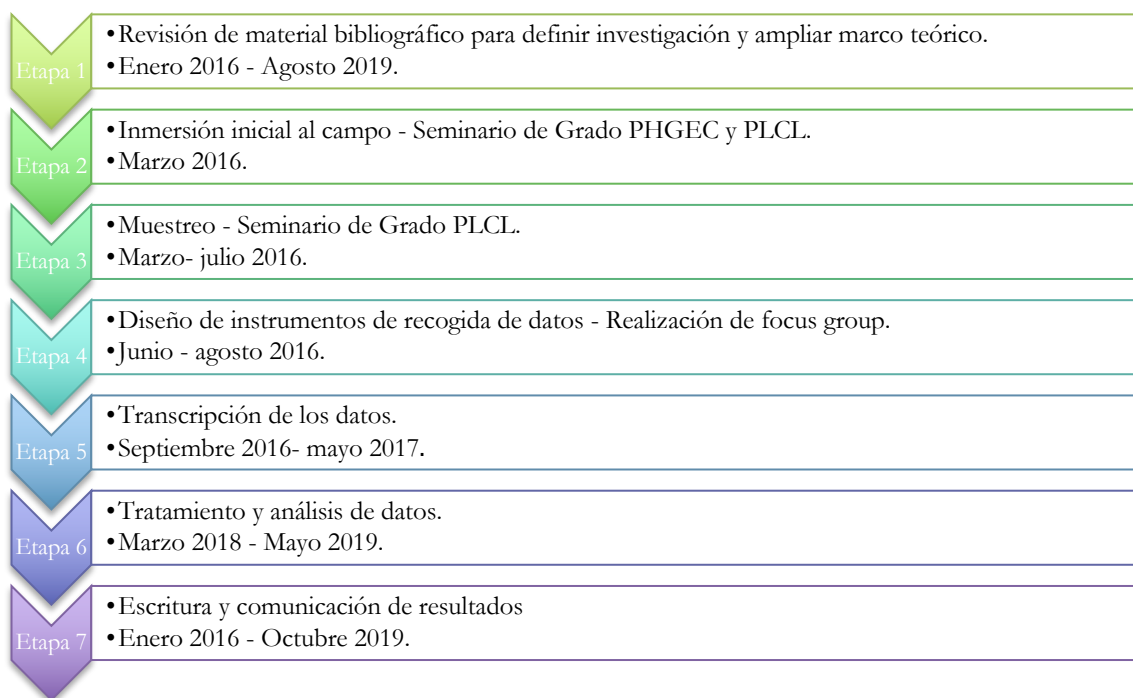 Etapa 1
•Revisión de material bibliográfico para definir investigación y ampliar marco teórico.
•Enero 2016 - Agosto 2019.
Etapa 2
•Inmersión inicial al campo - Seminario de Grado PHGEC y PLCL.
•Marzo 2016.
Etapa 3
•Muestreo - Seminario de Grado PLCL.
•Marzo- julio 2016.
Etapa 4
•Diseño de instrumentos de recogida de datos - Realización de focus group.
•Junio - agosto 2016.
Etapa 5
•Transcripción de los datos.
•Septiembre 2016- mayo 2017.
Etapa 6
•Tratamiento y análisis de datos.
•Marzo 2018 - Mayo 2019.
Etapa 7
•Escritura y comunicación de resultados
•Enero 2016 - Octubre 2019.